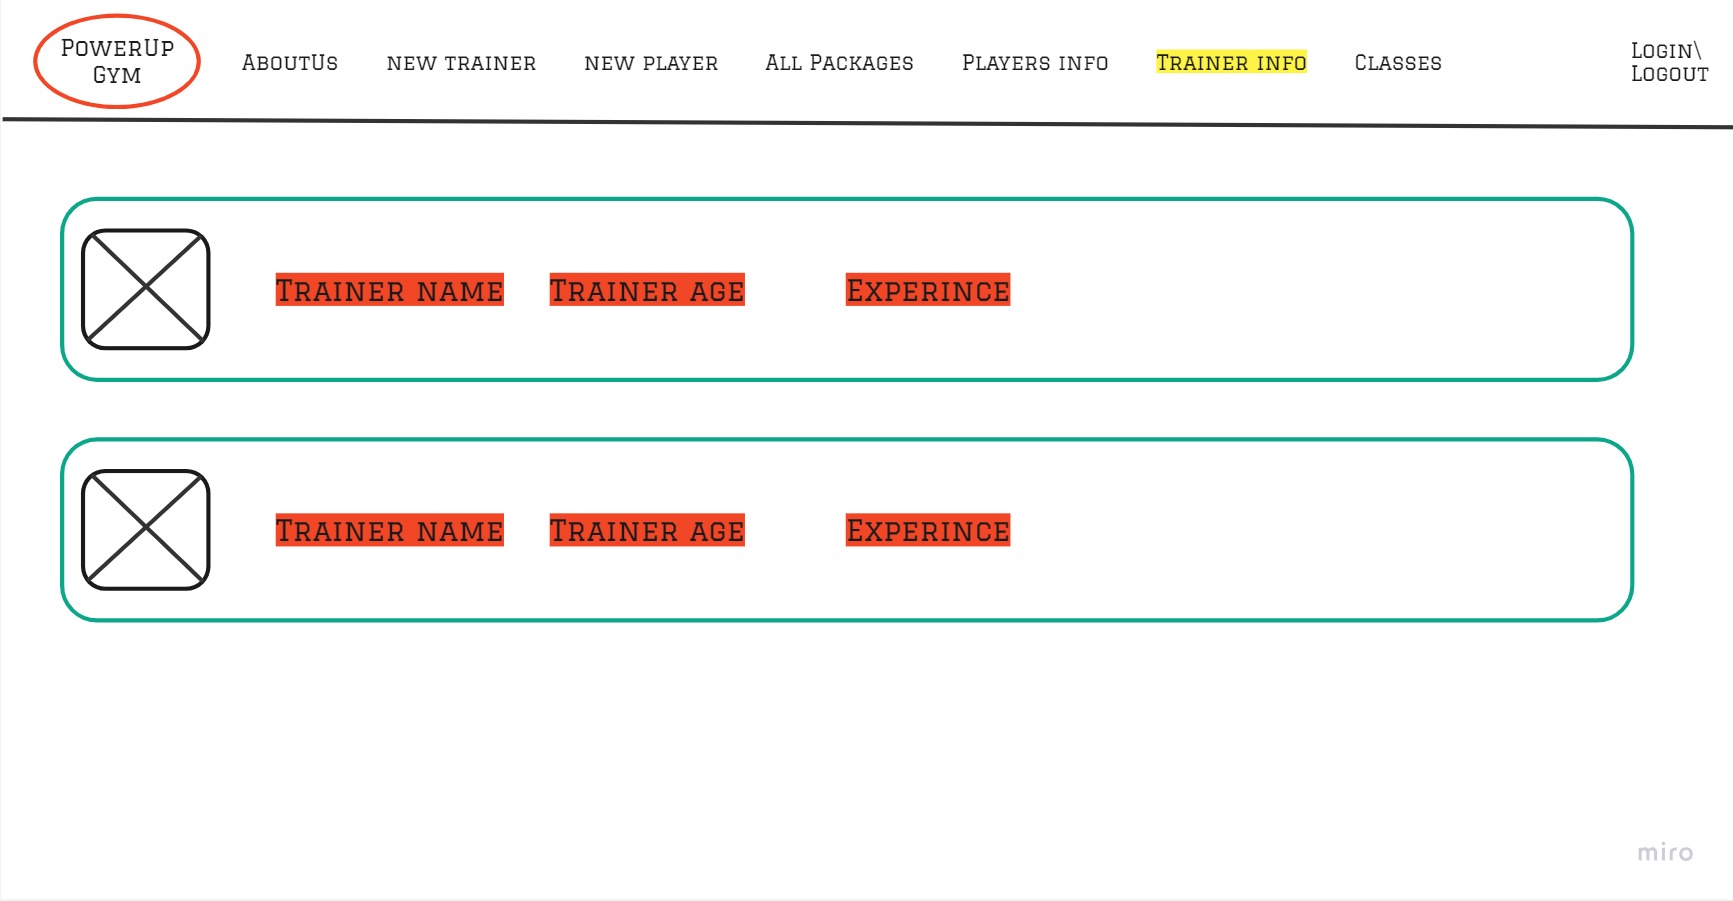 PowerUp
Gym
AboutUs new trainer new player All Packages Players info Trainer info Classes
Login\
Logout
Trainer name Trainer age Experince
Trainer name Trainer age Experince
miro